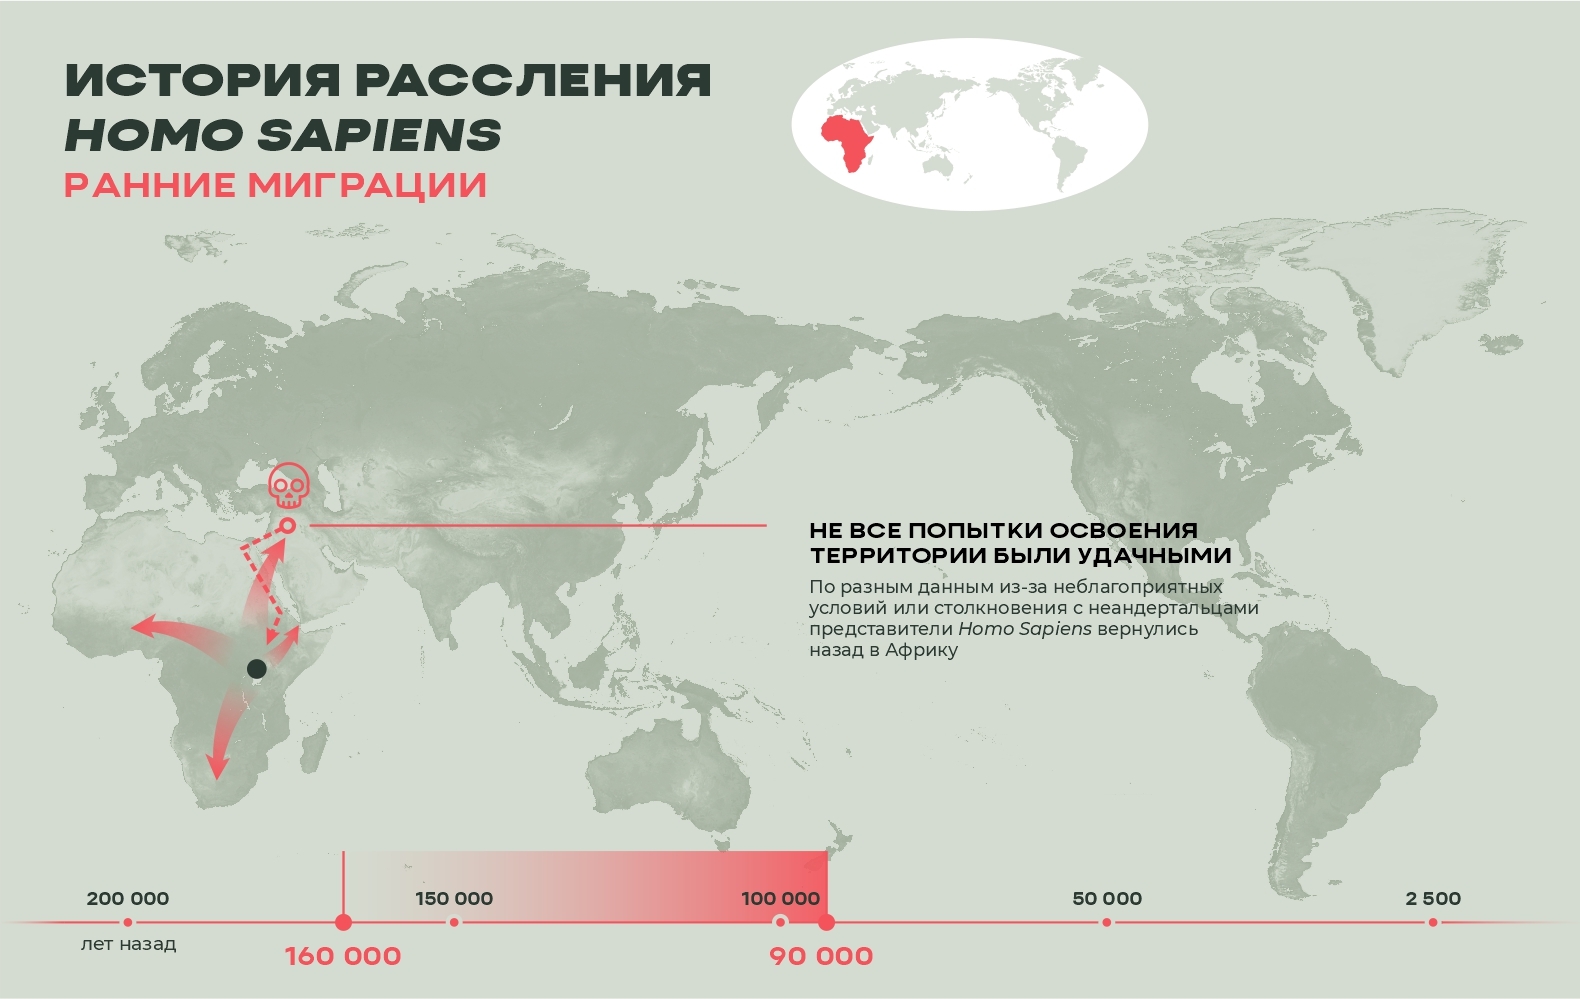 ИСТОРИЯ РАССЛЕНИЯ
HOMO SAPIENS
РАННИЕ МИГРАЦИИ
НЕ ВСЕ ПОПЫТКИ ОСВОЕНИЯ
ТЕРРИТОРИИ БЫЛИ УДАЧНЫМИ
По разным данным из-за неблагоприятных
условий или столкновения с неандертальцами
представители Homo Sapiens вернулись
назад в Африку
200 000
150 000
100 000
50 000
2 500
лет назад
160 000
90 000